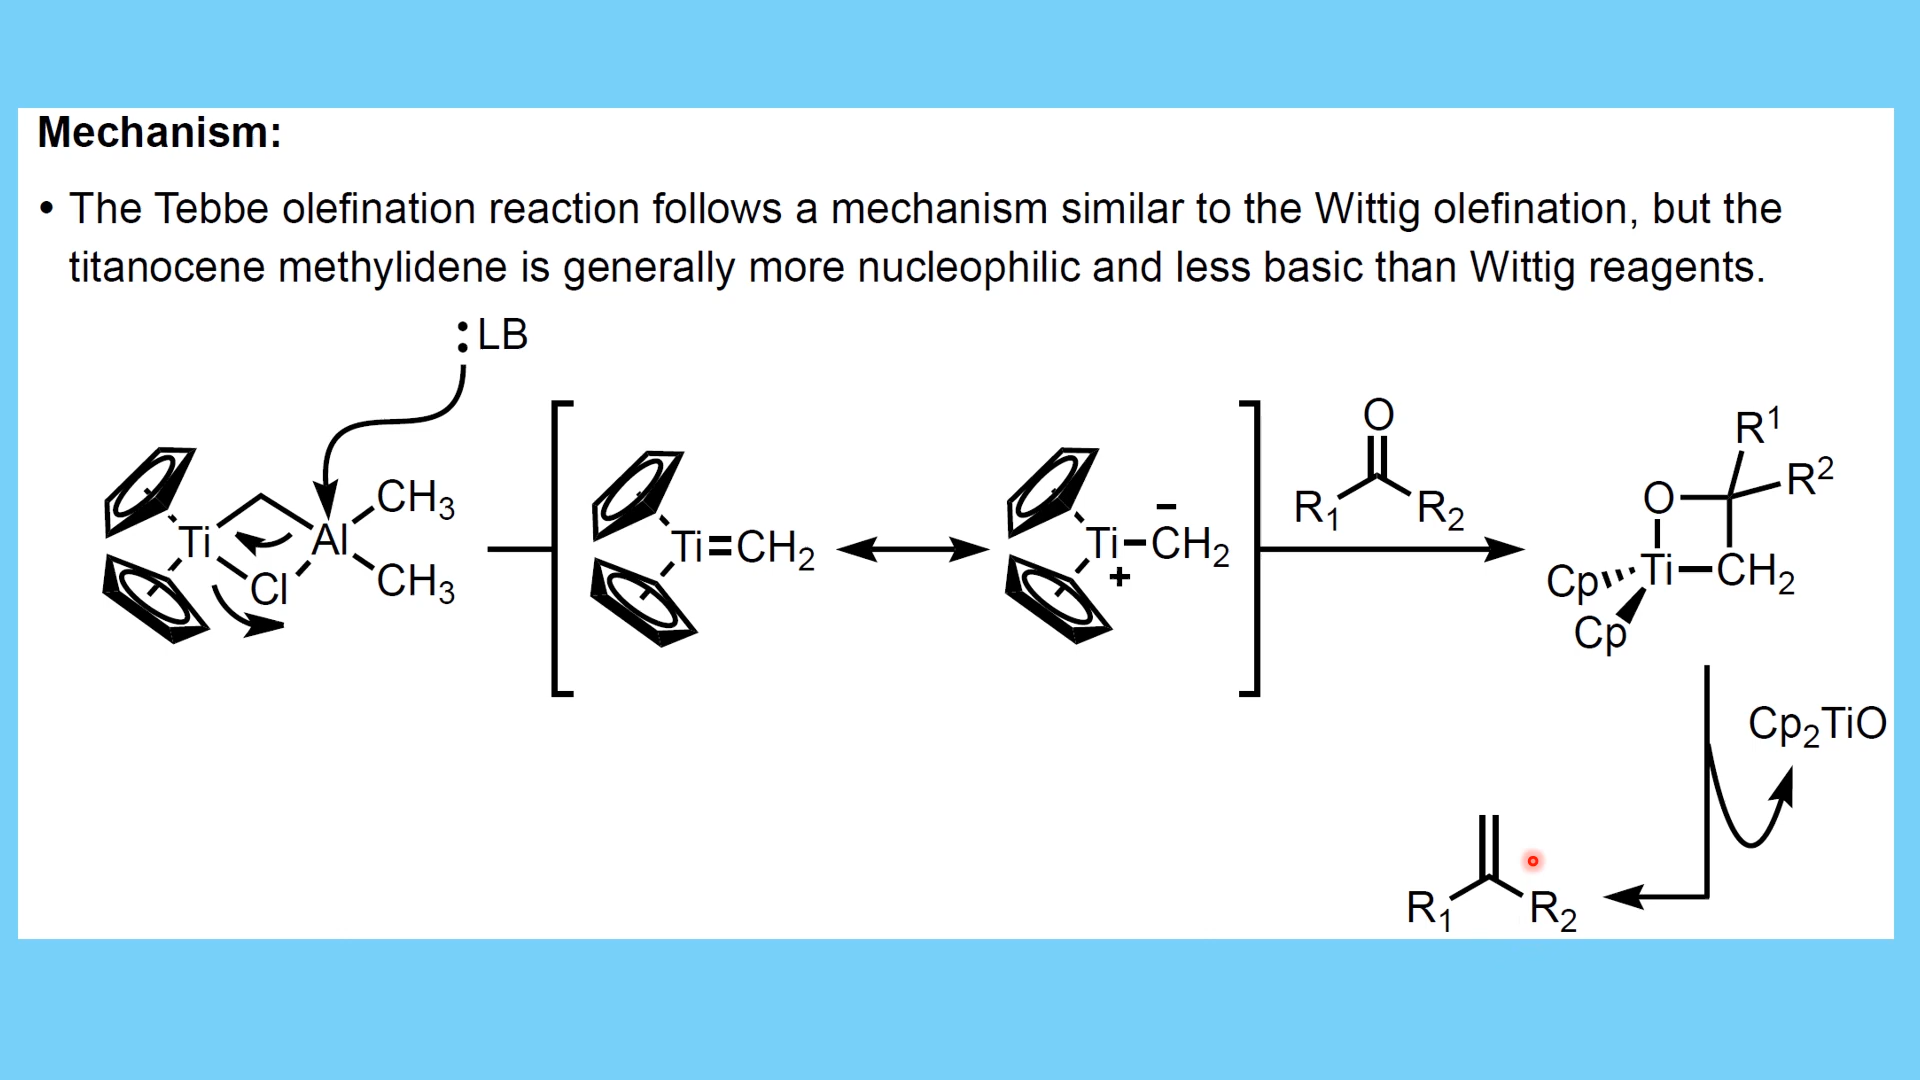 Mechanism:
• The Tebbe olefination reaction follows a mechanism similar to the Wittig olefination, but the
titanocene methylidene is generally more nucleophilic and less basic than Wittig reagents.
:LB
Ti Cl Al CH₃ CH₃
Ti=CH₂
Ti–CH₂ + −
O R₁ R₂
O R¹ R² Ti–CH₂ Cp Cp
Cp₂TiO
R₁ R₂